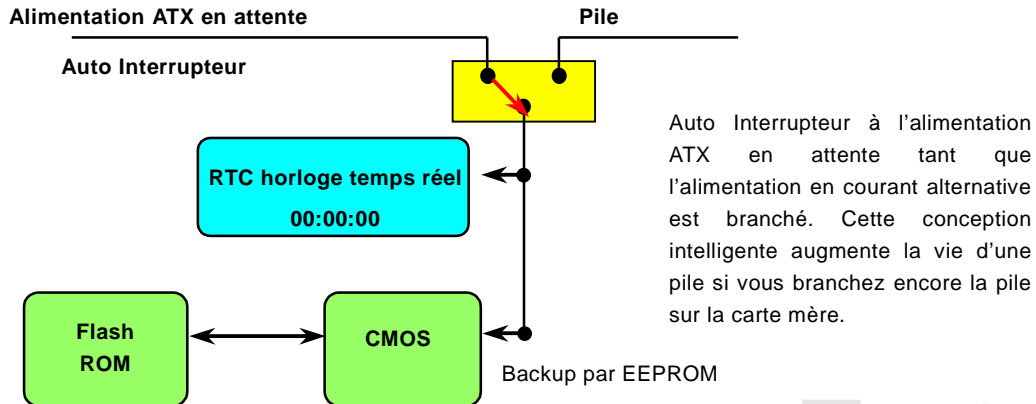 Alimentation ATX en attente
Pile
Auto Interrupteur
RTC horloge temps réel
00:00:00
Auto Interrupteur à l’alimentation
ATX en attente tant que
l’alimentation en courant alternative
est branché. Cette conception
intelligente augmente la vie d’une
pile si vous branchez encore la pile
sur la carte mère.
Flash
ROM
CMOS
Backup par EEPROM